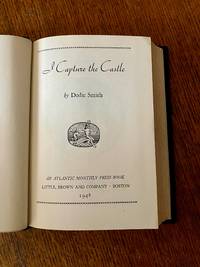 I Capture the Castle
by Dodie Smith
AN ATLANTIC MONTHLY PRESS BOOK
LITTLE, BROWN AND COMPANY · BOSTON
1948